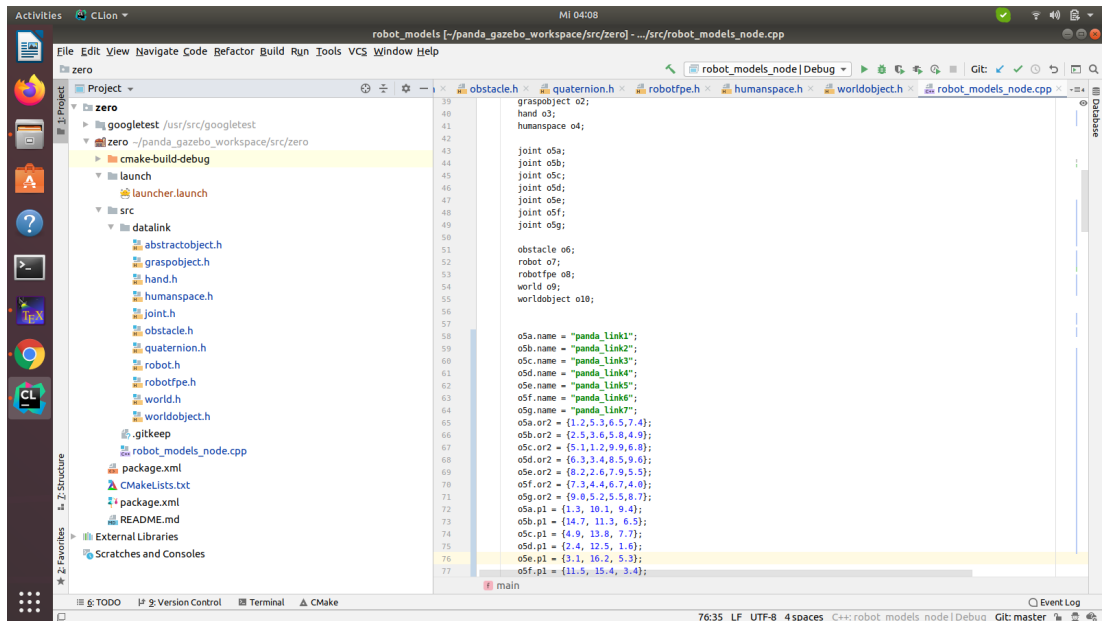 Activities CLion Mi 04:08
robot_models [~/panda_gazebo_workspace/src/zero] - .../src/robot_models_node.cpp
File Edit View Navigate Code Refactor Build Run Tools VCS Window Help
zero
robot_models_node | Debug
Git:
1: Project
Project
zero
googletest /usr/src/googletest
zero ~/panda_gazebo_workspace/src/zero
cmake-build-debug
launch
launcher.launch
src
datalink
abstractobject.h
graspobject.h
hand.h
humanspace.h
joint.h
obstacle.h
quaternion.h
robot.h
robotfpe.h
world.h
worldobject.h
.gitkeep
robot_models_node.cpp
package.xml
CMakeLists.txt
package.xml
README.md
External Libraries
Scratches and Consoles
7: Structure
2: Favorites
obstacle.h quaternion.h robotfpe.h humanspace.h worldobject.h robot_models_node.cpp
Database
39 graspobject o2;
40 hand o3;
41 humanspace o4;
42
43 joint o5a;
44 joint o5b;
45 joint o5c;
46 joint o5d;
47 joint o5e;
48 joint o5f;
49 joint o5g;
50
51 obstacle o6;
52 robot o7;
53 robotfpe o8;
54 world o9;
55 worldobject o10;
56
57
58 o5a.name = "panda_link1";
59 o5b.name = "panda_link2";
60 o5c.name = "panda_link3";
61 o5d.name = "panda_link4";
62 o5e.name = "panda_link5";
63 o5f.name = "panda_link6";
64 o5g.name = "panda_link7";
65 o5a.or2 = {1.2,5.3,6.5,7.4};
66 o5b.or2 = {2.5,3.6,5.8,4.9};
67 o5c.or2 = {5.1,1.2,9.9,6.8};
68 o5d.or2 = {6.3,3.4,8.5,9.6};
69 o5e.or2 = {8.2,2.6,7.9,5.5};
70 o5f.or2 = {7.3,4.4,6.7,4.0};
71 o5g.or2 = {9.0,5.2,5.5,8.7};
72 o5a.p1 = {1.3, 10.1, 9.4};
73 o5b.p1 = {14.7, 11.3, 6.5};
74 o5c.p1 = {4.9, 13.8, 7.7};
75 o5d.p1 = {2.4, 12.5, 1.6};
76 o5e.p1 = {3.1, 16.2, 5.3};
77 o5f.p1 = {11.5, 15.4, 3.4};
f main
6: TODO 9: Version Control Terminal CMake Event Log
76:35 LF UTF-8 4 spaces C++: robot_models_node | Debug Git: master